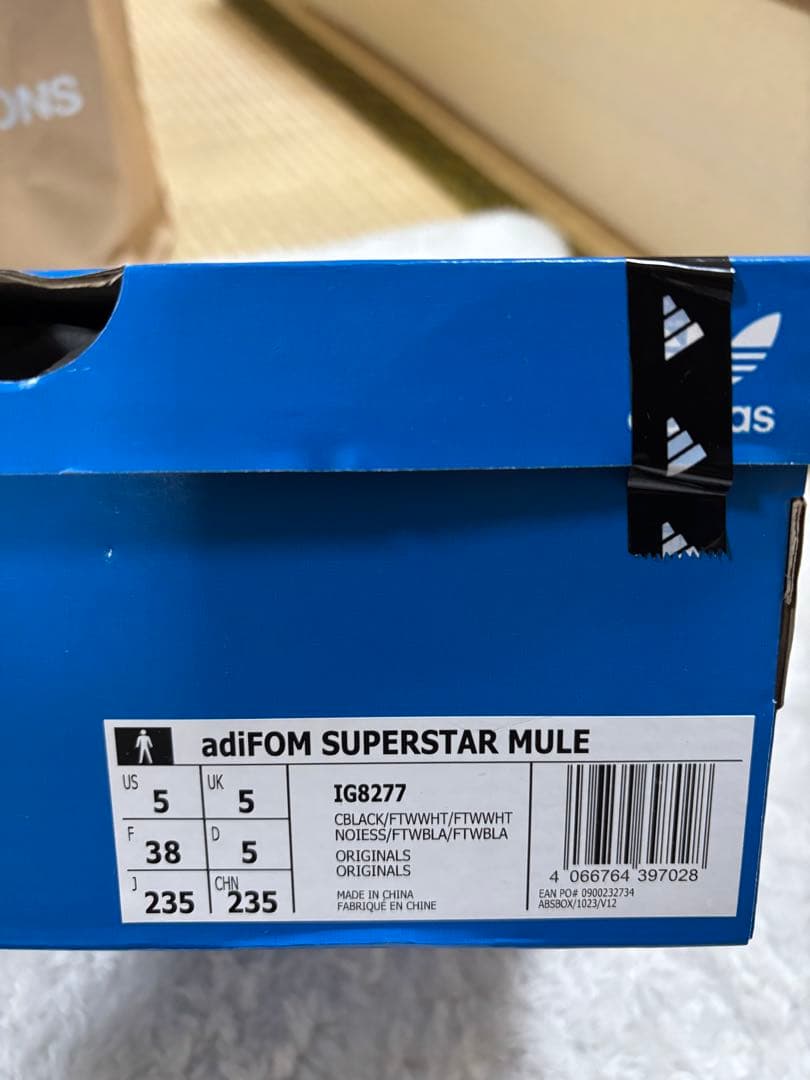 ONS
as
adiFOM SUPERSTAR MULE
US 5 UK 5
F 38 D 5
J 235 CHN 235
IG8277
CBLACK/FTWWHT/FTWWHT
NOIESS/FTWBLA/FTWBLA
ORIGINALS
ORIGINALS
MADE IN CHINA
FABRIQUÉ EN CHINE
4 066764 397028
EAN PO# 0900232734
ABSBOX/1023/V12